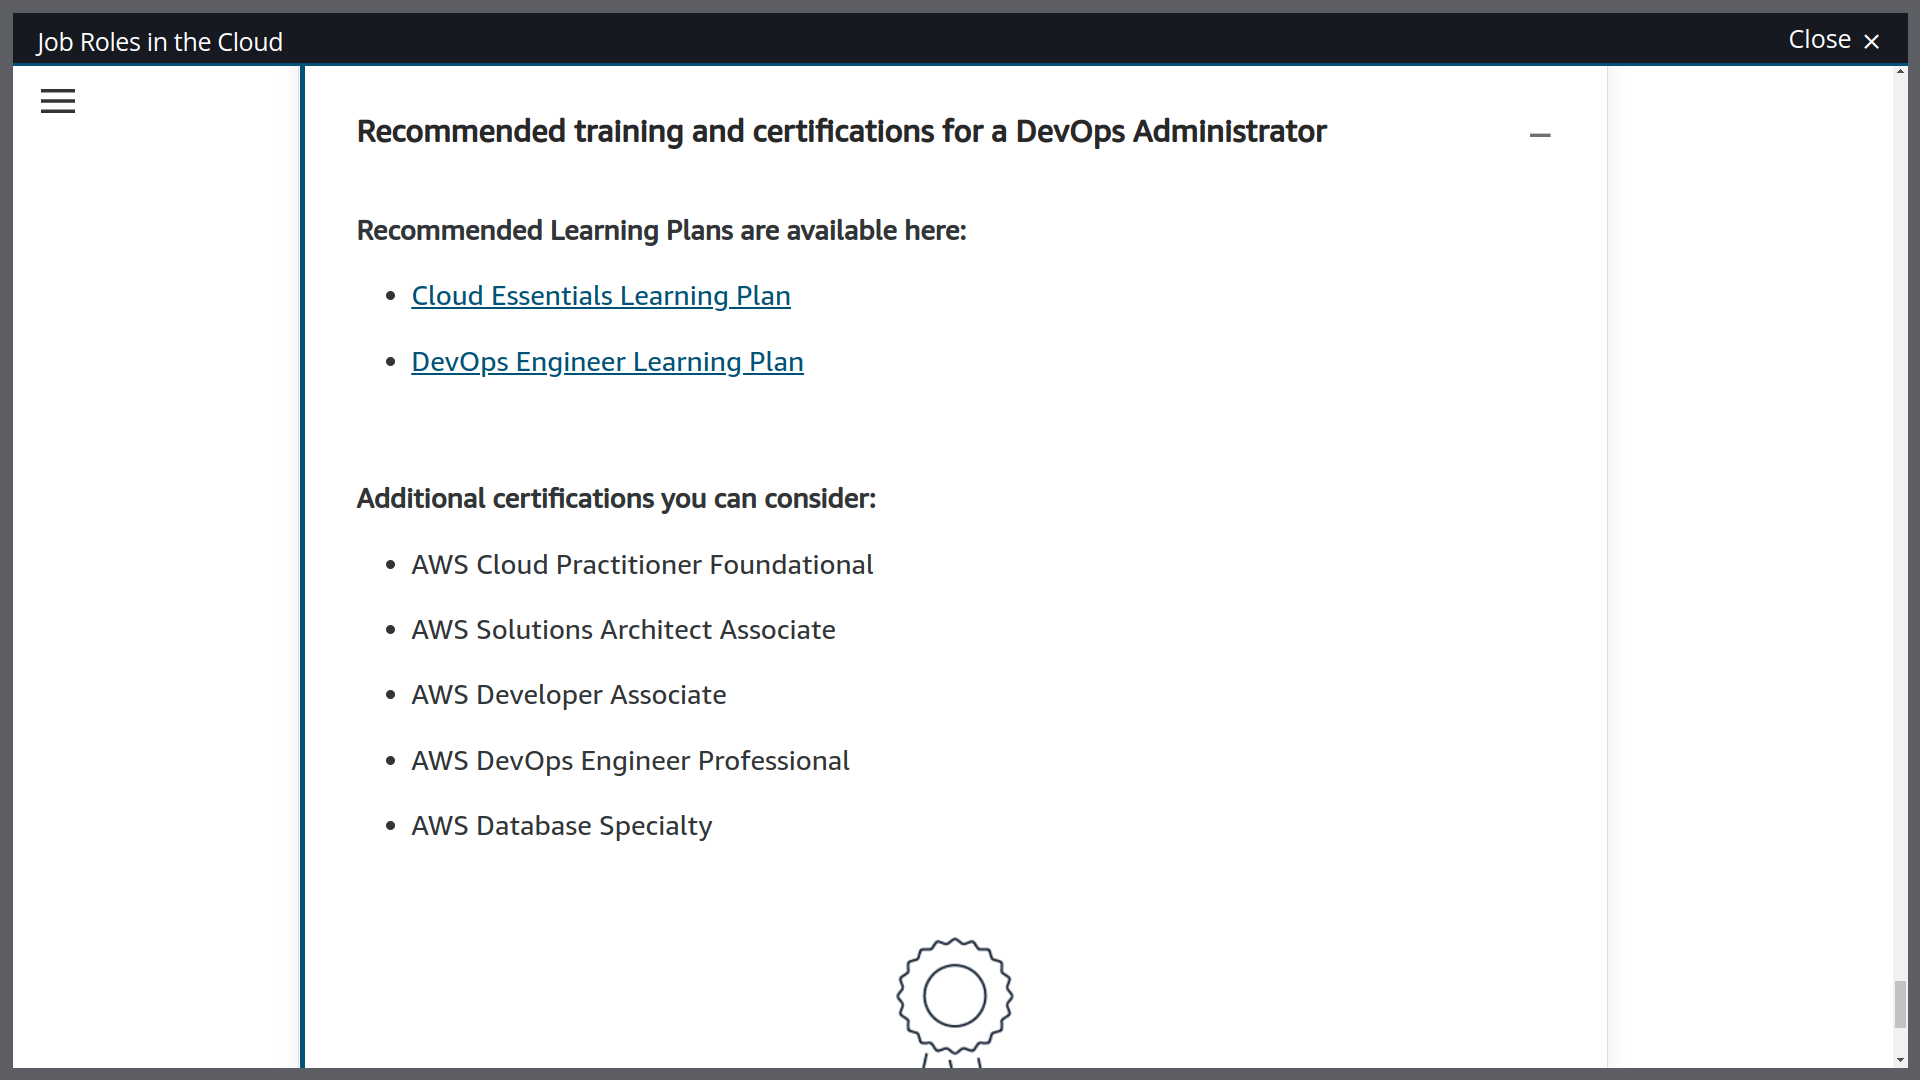 Job Roles in the Cloud
Close ×
Recommended training and certifications for a DevOps Administrator
Recommended Learning Plans are available here:
• Cloud Essentials Learning Plan
• DevOps Engineer Learning Plan
Additional certifications you can consider:
• AWS Cloud Practitioner Foundational
• AWS Solutions Architect Associate
• AWS Developer Associate
• AWS DevOps Engineer Professional
• AWS Database Specialty